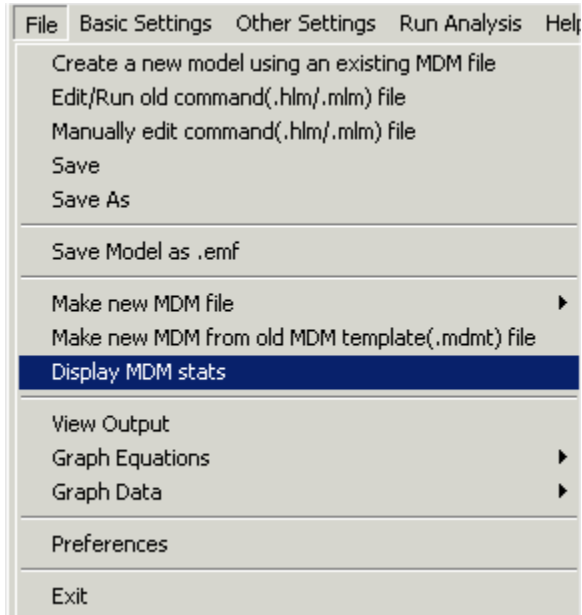 File Basic Settings Other Settings Run Analysis Help
Create a new model using an existing MDM file
Edit/Run old command(.hlm/.mlm) file
Manually edit command(.hlm/.mlm) file
Save
Save As
Save Model as .emf
Make new MDM file
Make new MDM from old MDM template(.mdmt) file
Display MDM stats
View Output
Graph Equations
Graph Data
Preferences
Exit